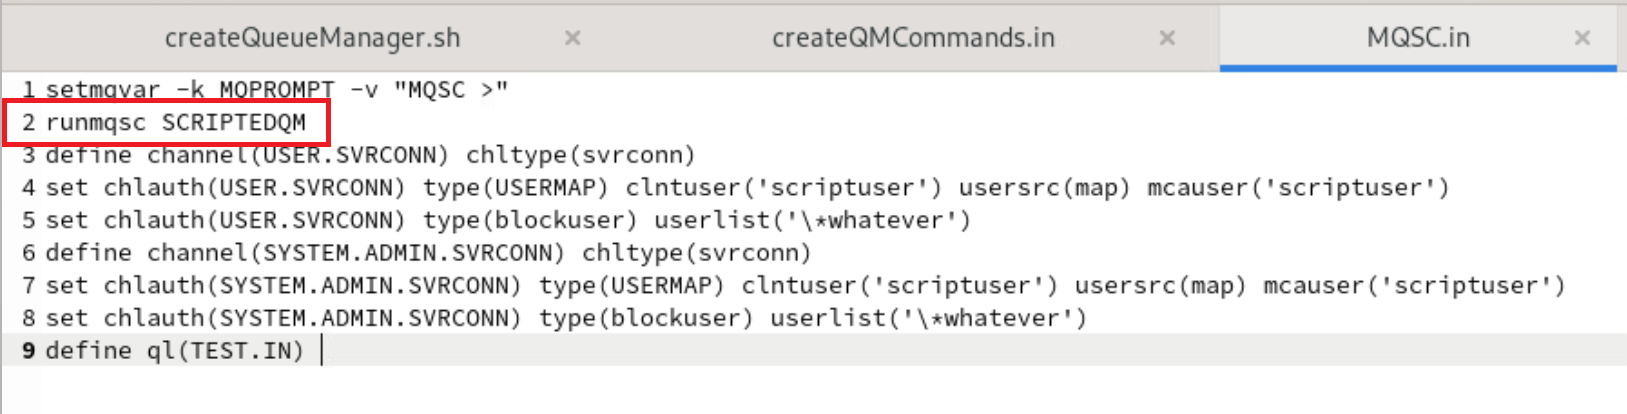 createQueueManager.sh × createQMCommands.in × MQSC.in ×
1 setmqvar -k MQPROMPT -v "MQSC >"
2 runmqsc SCRIPTEDQM
3 define channel(USER.SVRCONN) chltype(svrconn)
4 set chlauth(USER.SVRCONN) type(USERMAP) clntuser('scriptuser') usersrc(map) mcauser('scriptuser')
5 set chlauth(USER.SVRCONN) type(blockuser) userlist('\*whatever')
6 define channel(SYSTEM.ADMIN.SVRCONN) chltype(svrconn)
7 set chlauth(SYSTEM.ADMIN.SVRCONN) type(USERMAP) clntuser('scriptuser') usersrc(map) mcauser('scriptuser')
8 set chlauth(SYSTEM.ADMIN.SVRCONN) type(blockuser) userlist('\*whatever')
9 define ql(TEST.IN)